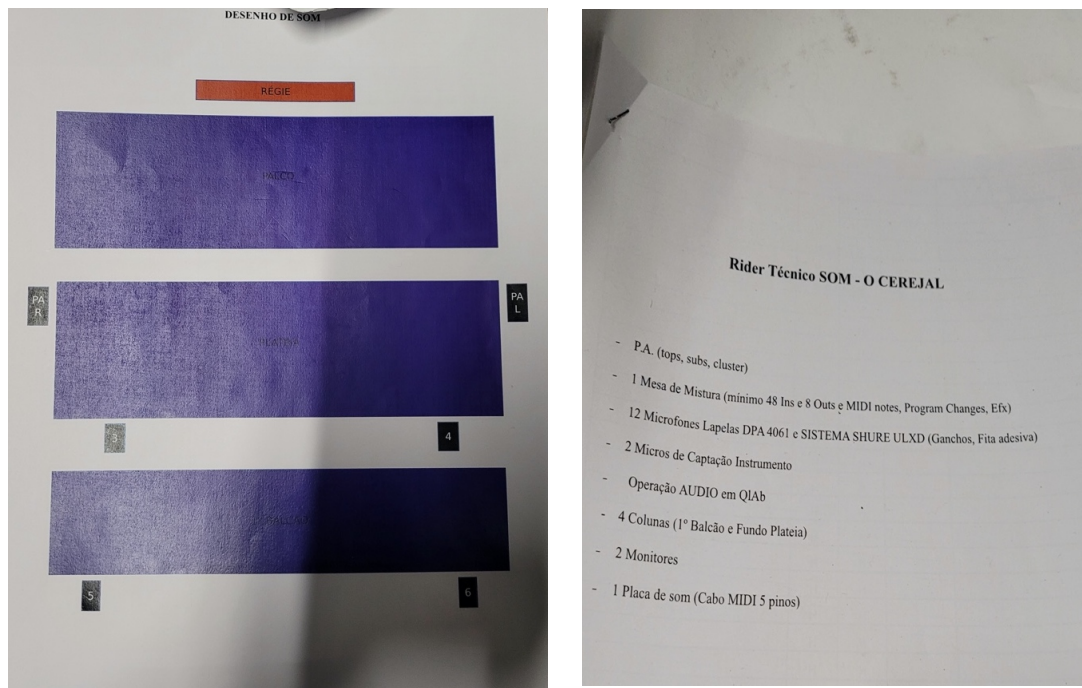 DESENHO DE SOM
RÉGIE
PALCO
PA
R
PA
L
PLATEIA
3
4
5
6
Rider Técnico SOM - O CEREJAL
- P.A. (tops, subs, cluster)
- 1 Mesa de Mistura (mínimo 48 Ins e 8 Outs e MIDI notes, Program Changes, Efx)
- 12 Microfones Lapelas DPA 4061 e SISTEMA SHURE ULXD (Ganchos, Fita adesiva)
- 2 Micros de Captação Instrumento
- Operação AUDIO em QlAb
- 4 Colunas (1º Balcão e Fundo Plateia)
- 2 Monitores
- 1 Placa de som (Cabo MIDI 5 pinos)